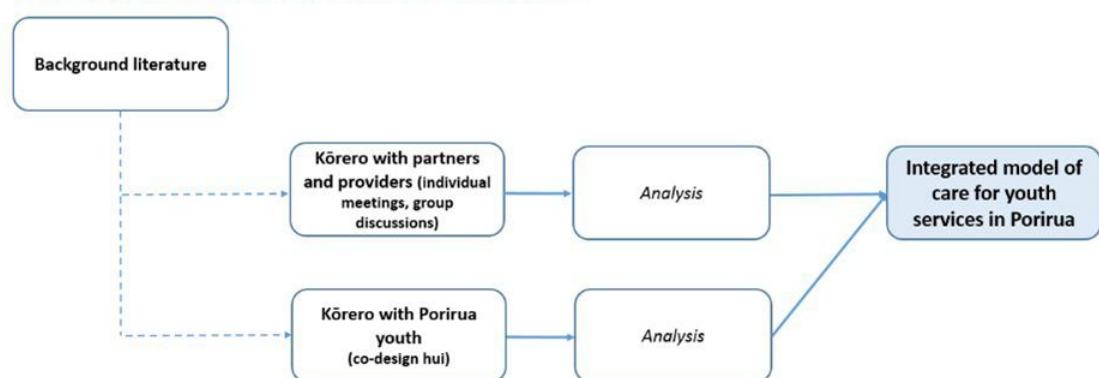 Background literature
Kōrero with partners
and providers (individual
meetings, group
discussions)
Analysis
Integrated model of
care for youth
services in Porirua
Kōrero with Porirua
youth
(co-design hui)
Analysis